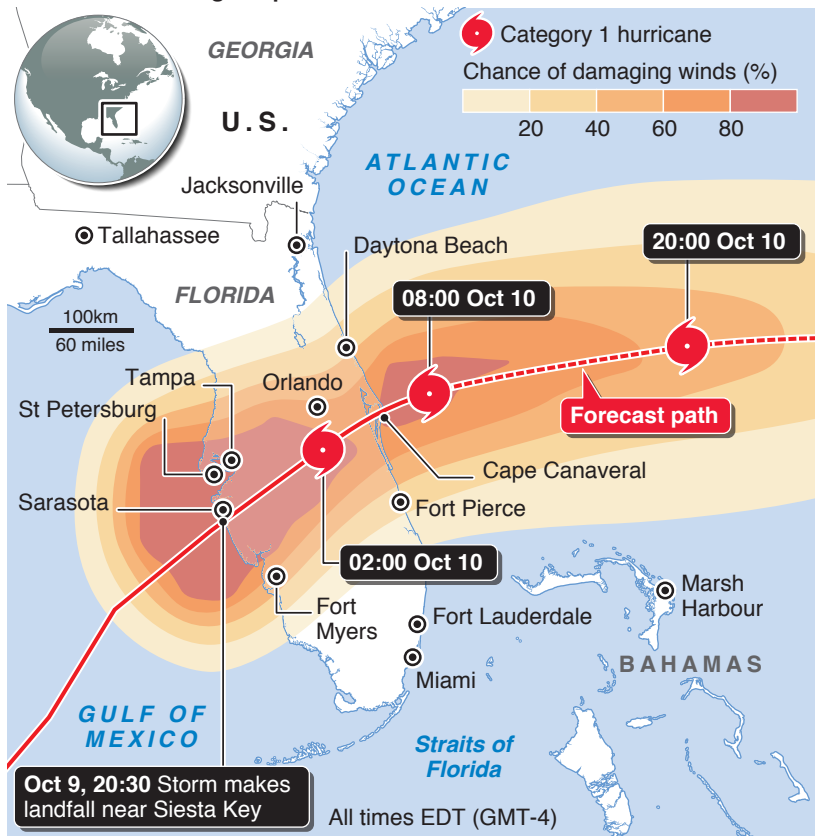 GEORGIA
Category 1 hurricane
Chance of damaging winds (%)
20 40 60 80
U.S.
ATLANTIC
OCEAN
Jacksonville
Tallahassee
Daytona Beach
20:00 Oct 10
08:00 Oct 10
FLORIDA
100km
60 miles
Tampa
Orlando
St Petersburg
Forecast path
Cape Canaveral
Sarasota
Fort Pierce
02:00 Oct 10
Marsh
Harbour
Fort
Myers
Fort Lauderdale
BAHAMAS
Miami
GULF OF
MEXICO
Straits of
Florida
Oct 9, 20:30 Storm makes
landfall near Siesta Key
All times EDT (GMT-4)